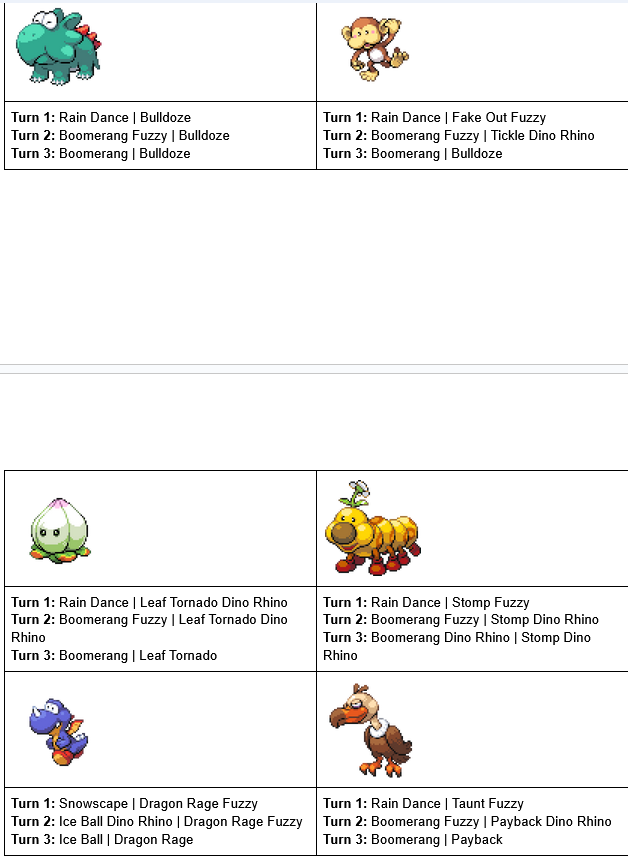 Turn 1: Rain Dance | Bulldoze
Turn 2: Boomerang Fuzzy | Bulldoze
Turn 3: Boomerang | Bulldoze
Turn 1: Rain Dance | Fake Out Fuzzy
Turn 2: Boomerang Fuzzy | Tickle Dino Rhino
Turn 3: Boomerang | Bulldoze
Turn 1: Rain Dance | Leaf Tornado Dino Rhino
Turn 2: Boomerang Fuzzy | Leaf Tornado Dino
Rhino
Turn 3: Boomerang | Leaf Tornado
Turn 1: Rain Dance | Stomp Fuzzy
Turn 2: Boomerang Fuzzy | Stomp Dino Rhino
Turn 3: Boomerang Dino Rhino | Stomp Dino
Rhino
Turn 1: Snowscape | Dragon Rage Fuzzy
Turn 2: Ice Ball Dino Rhino | Dragon Rage Fuzzy
Turn 3: Ice Ball | Dragon Rage
Turn 1: Rain Dance | Taunt Fuzzy
Turn 2: Boomerang Fuzzy | Payback Dino Rhino
Turn 3: Boomerang | Payback